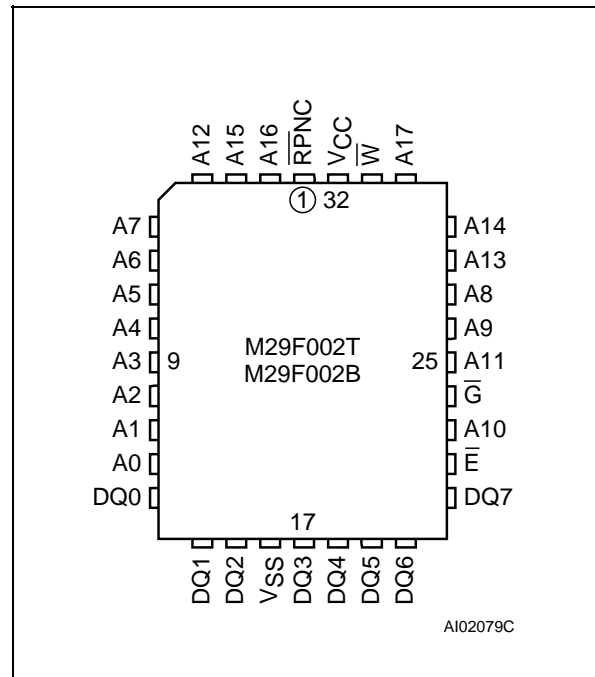 A12
A15
A16
R̅P̅NC
VCC
W̅
A17
1 32
A7
A6
A5
A4
A3
A2
A1
A0
DQ0
9
M29F002T
M29F002B
25
A14
A13
A8
A9
A11
G̅
A10
E̅
DQ7
17
DQ1
DQ2
VSS
DQ3
DQ4
DQ5
DQ6
AI02079C